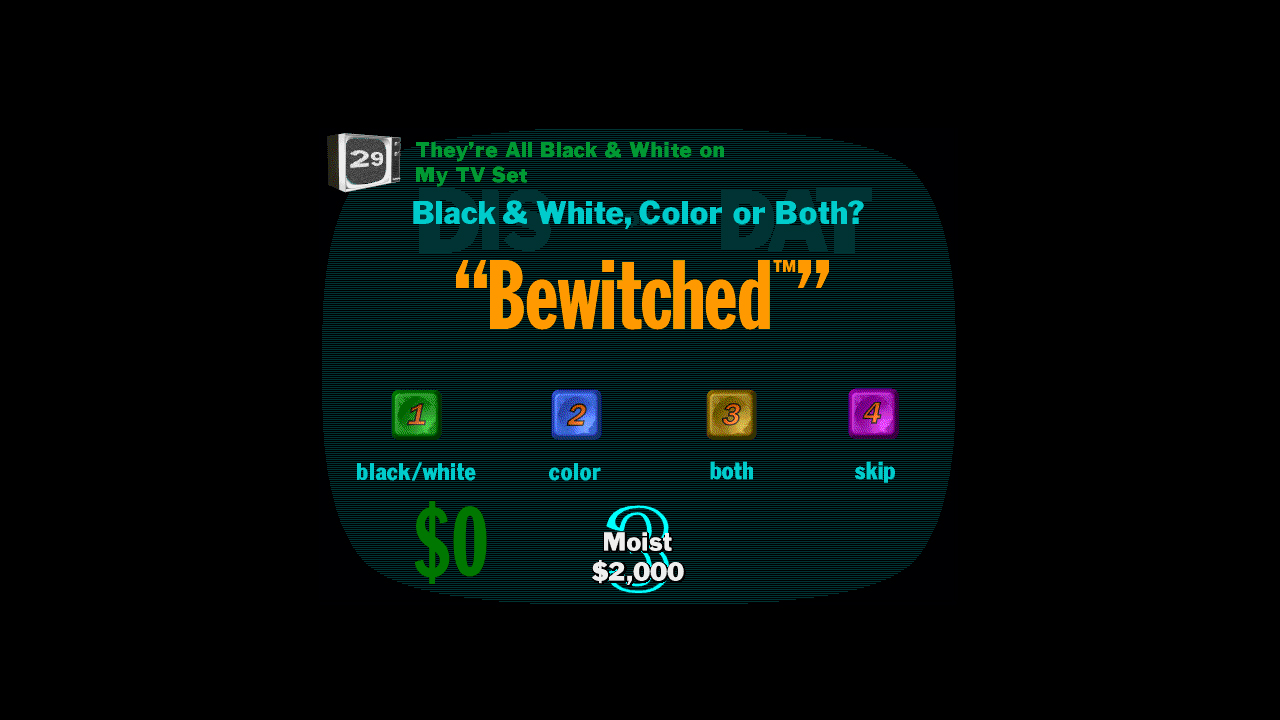 29
They're All Black & White on
My TV Set
DIS DAT
Black & White, Color or Both?
“Bewitched™”
1 2 3 4
black/white color both skip
$0
3
Moist
$2,000